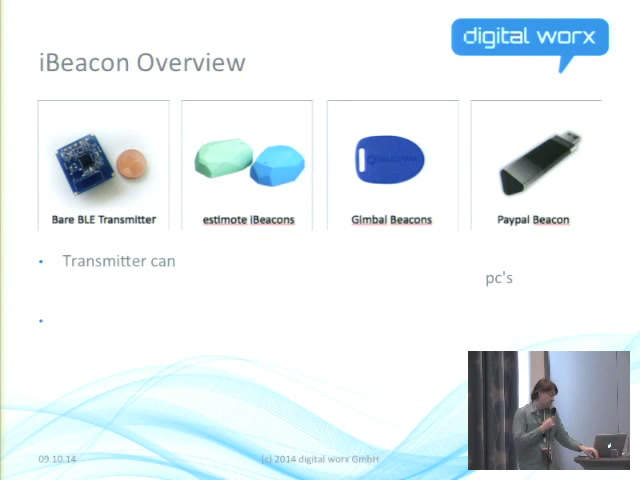 digital worx
iBeacon Overview
Bare BLE Transmitter
estimote iBeacons
Gimbal Beacons
Paypal Beacon
Transmitter can
pc's
09.10.14
(c) 2014 digital worx GmbH